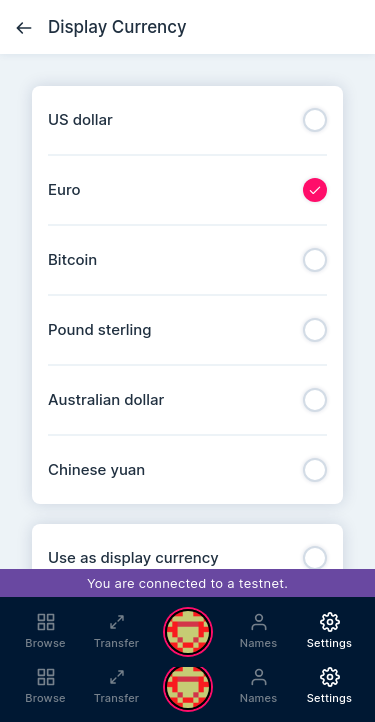 Display Currency
US dollar
Euro
Bitcoin
Pound sterling
Australian dollar
Chinese yuan
Use as display currency
You are connected to a testnet.
Browse Transfer Names Settings
Browse Transfer Names Settings